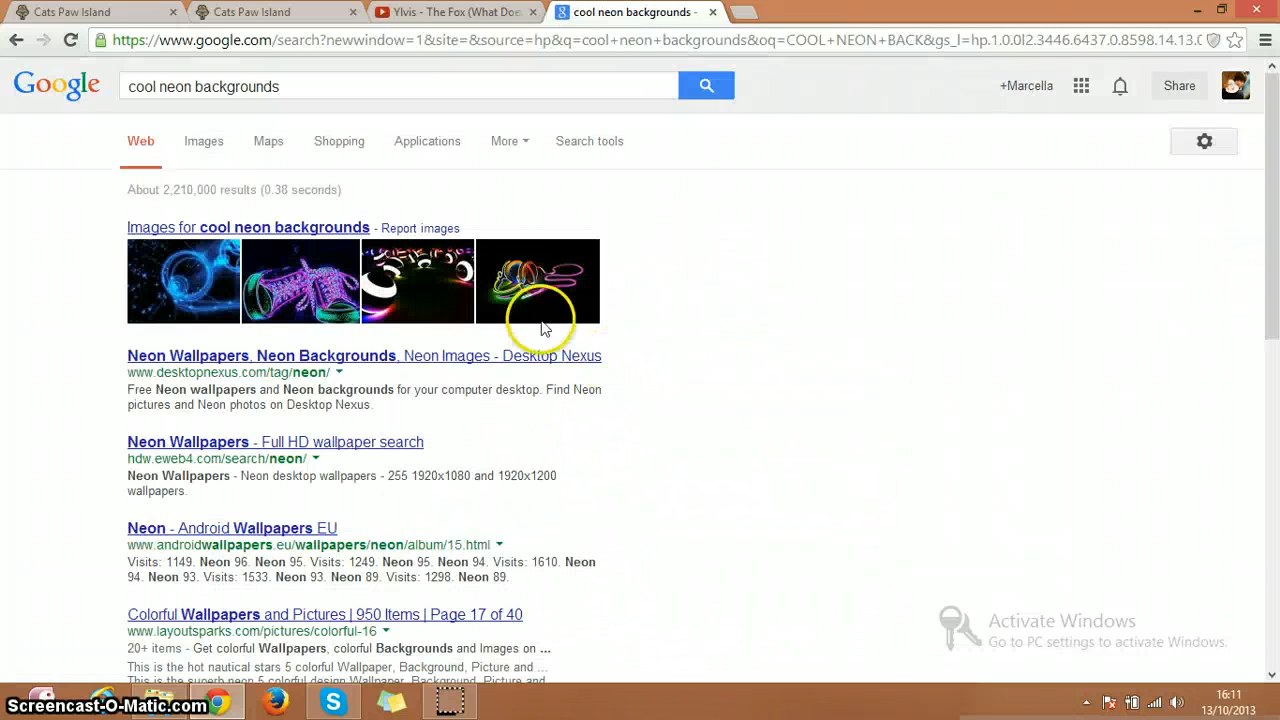 Cats Paw Island
Cats Paw Island
Ylvis - The Fox (What Doe
cool neon backgrounds -
https://www.google.com/search?newwindow=1&site=&source=hp&q=cool+neon+backgrounds&oq=COOL+NEON+BACK&gs_l=hp.1.0.0l2.3446.6437.0.8598.14.13.0
Google
cool neon backgrounds
+Marcella
Share
Web
Images
Maps
Shopping
Applications
More
Search tools
About 2,210,000 results (0.38 seconds)
Images for cool neon backgrounds - Report images
Neon Wallpapers, Neon Backgrounds, Neon Images - Desktop Nexus
www.desktopnexus.com/tag/neon/
Free Neon wallpapers and Neon backgrounds for your computer desktop. Find Neon
pictures and Neon photos on Desktop Nexus.
Neon Wallpapers - Full HD wallpaper search
hdw.eweb4.com/search/neon/
Neon Wallpapers - Neon desktop wallpapers - 255 1920x1080 and 1920x1200
wallpapers.
Neon - Android Wallpapers EU
www.androidwallpapers.eu/wallpapers/neon/album/15.html
Visits: 1149. Neon 96. Neon 95. Visits: 1249. Neon 95. Neon 94. Visits: 1610. Neon
94. Neon 93. Visits: 1533. Neon 93. Neon 89. Visits: 1298. Neon 89.
Colorful Wallpapers and Pictures | 950 Items | Page 17 of 40
www.layoutsparks.com/pictures/colorful-16
20+ items - Get colorful Wallpapers, colorful Backgrounds and Images on ...
This is the hot nautical stars 5 colorful Wallpaper, Background, Picture and ...
This is the superb neon 5 colorful design Wallpaper, Background, Picture and
Activate Windows
Go to PC settings to activate Windows.
Screencast-O-Matic.com
16:11
13/10/2013